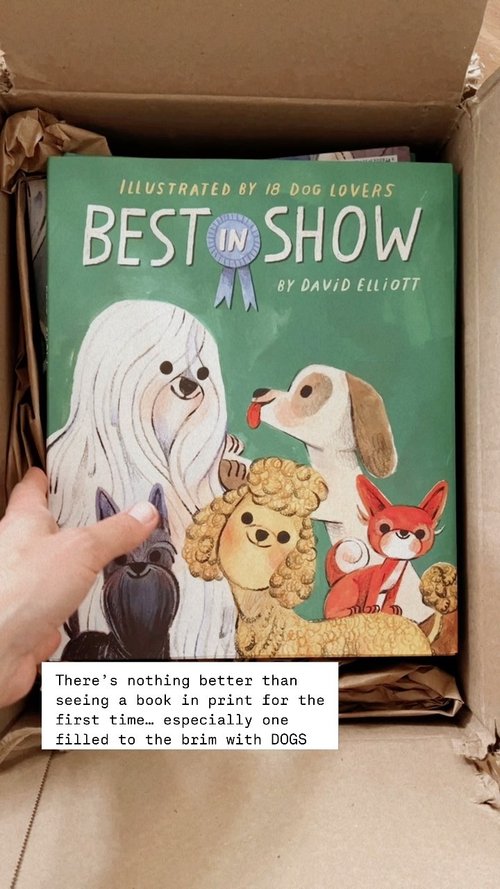 ILLUSTRATED BY 18 DOG LOVERS
BEST IN SHOW
BY DAVID ELLIOTT
There's nothing better than
seeing a book in print for the
first time… especially one
filled to the brim with DOGS